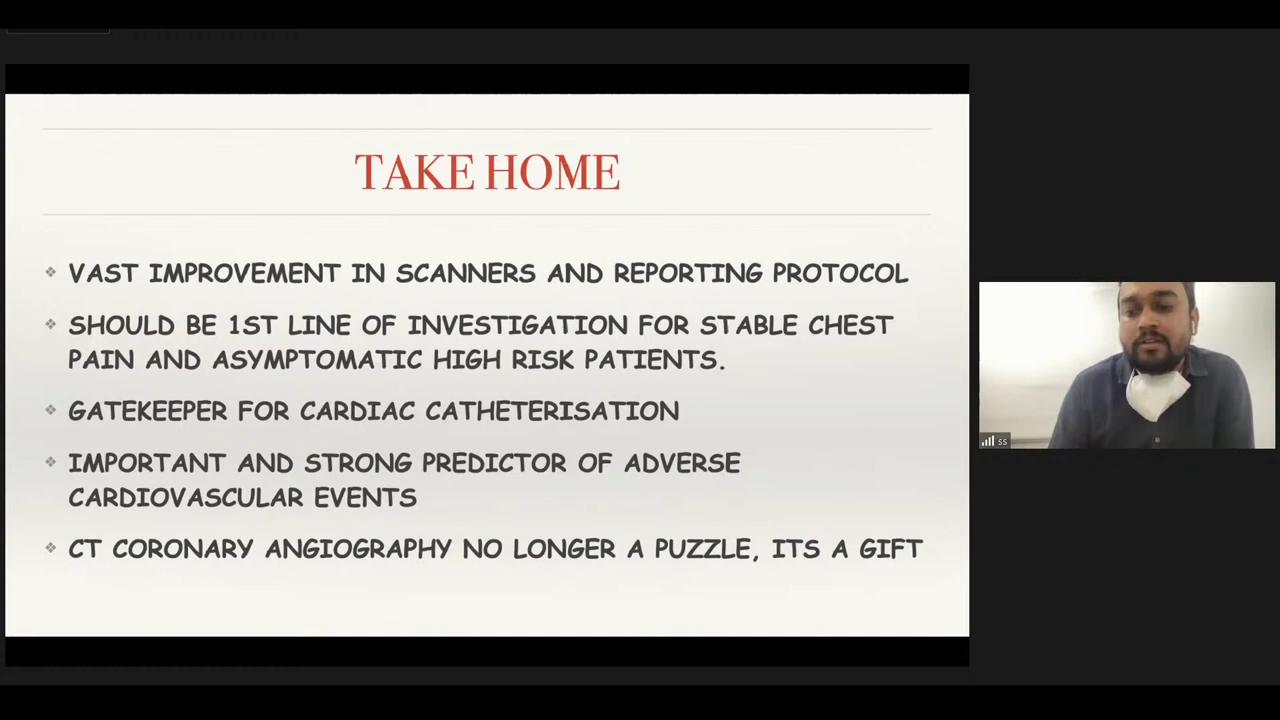 TAKE HOME
VAST IMPROVEMENT IN SCANNERS AND REPORTING PROTOCOL
SHOULD BE 1ST LINE OF INVESTIGATION FOR STABLE CHEST
PAIN AND ASYMPTOMATIC HIGH RISK PATIENTS.
GATEKEEPER FOR CARDIAC CATHETERISATION
IMPORTANT AND STRONG PREDICTOR OF ADVERSE
CARDIOVASCULAR EVENTS
CT CORONARY ANGIOGRAPHY NO LONGER A PUZZLE, ITS A GIFT
ss